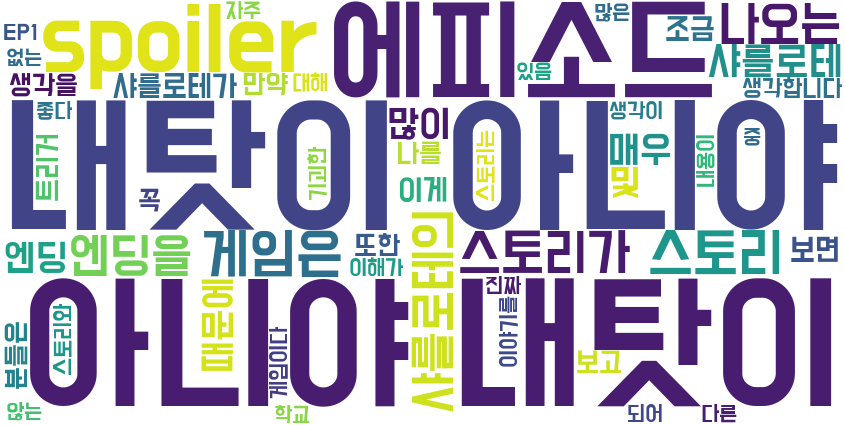 자주
많은
EP1
spoiler
에피소드
조금
나오는
없는
샤를로테
생각을
샤를로테가
만약
대해
있음
생각합니다
내탓이 아니야
좋다
많이
생각이
중
트리거
기괴한
나를
스토리는
매우
내용이
꼭
이게
및
엔딩
엔딩을
게임은
또한
이해가
샤를로테의
스토리가
스토리
보면
아니야 내탓이
때문에
진짜
분들은
스토리와
게임이다
이야기를
보고
않는
학교
되어
다른